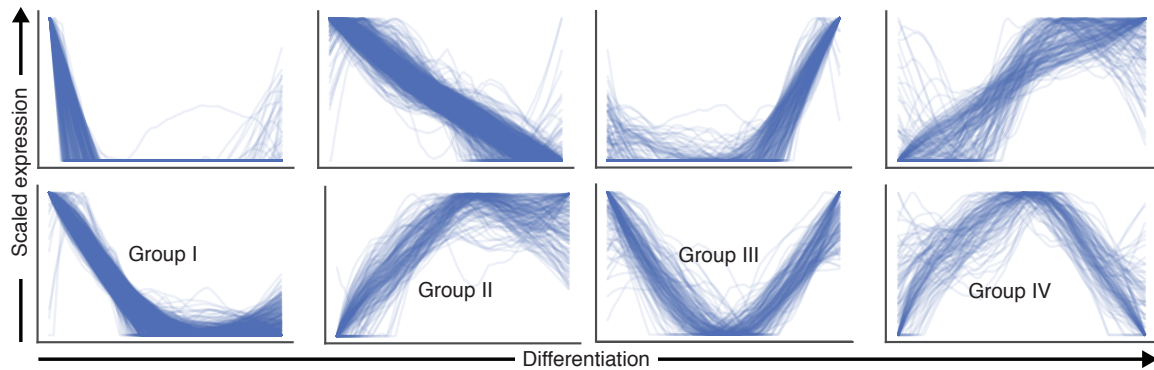 Scaled expression
Group I
Group II
Group III
Group IV
Differentiation